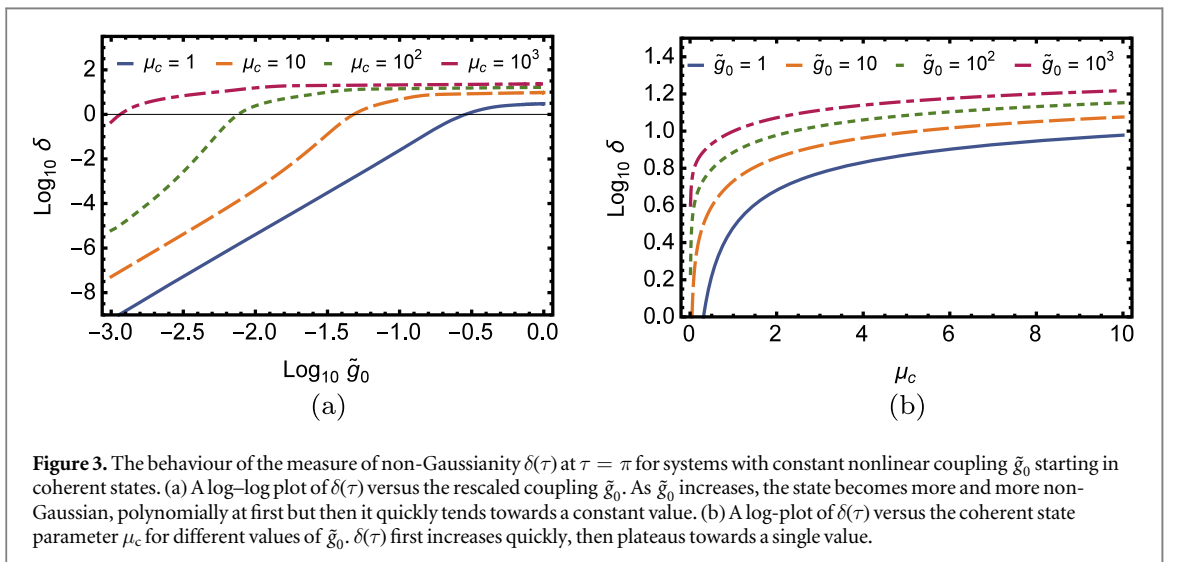 μc = 1 μc = 10 μc = 10² μc = 10³
2
0
−2
−4
−6
−8
Log₁₀ δ
−3.0 −2.5 −2.0 −1.5 −1.0 −0.5 0.0
Log₁₀ g̃₀
(a)
g̃₀ = 1 g̃₀ = 10 g̃₀ = 10² g̃₀ = 10³
1.4
1.2
1.0
0.8
0.6
0.4
0.2
0.0
Log₁₀ δ
0 2 4 6 8 10
μc
(b)
Figure 3. The behaviour of the measure of non-Gaussianity δ(τ) at τ = π for systems with constant nonlinear coupling g̃₀ starting in
coherent states. (a) A log–log plot of δ(τ) versus the rescaled coupling g̃₀. As g̃₀ increases, the state becomes more and more non-
Gaussian, polynomially at first but then it quickly tends towards a constant value. (b) A log-plot of δ(τ) versus the coherent state
parameter μc for different values of g̃₀. δ(τ) first increases quickly, then plateaus towards a single value.